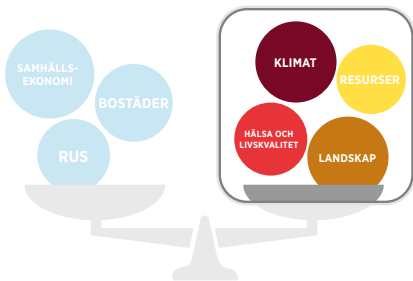 SAMHÄLLS-
EKONOMI
BOSTÄDER
RUS
KLIMAT
RESURSER
HÄLSA OCH
LIVSKVALITET
LANDSKAP